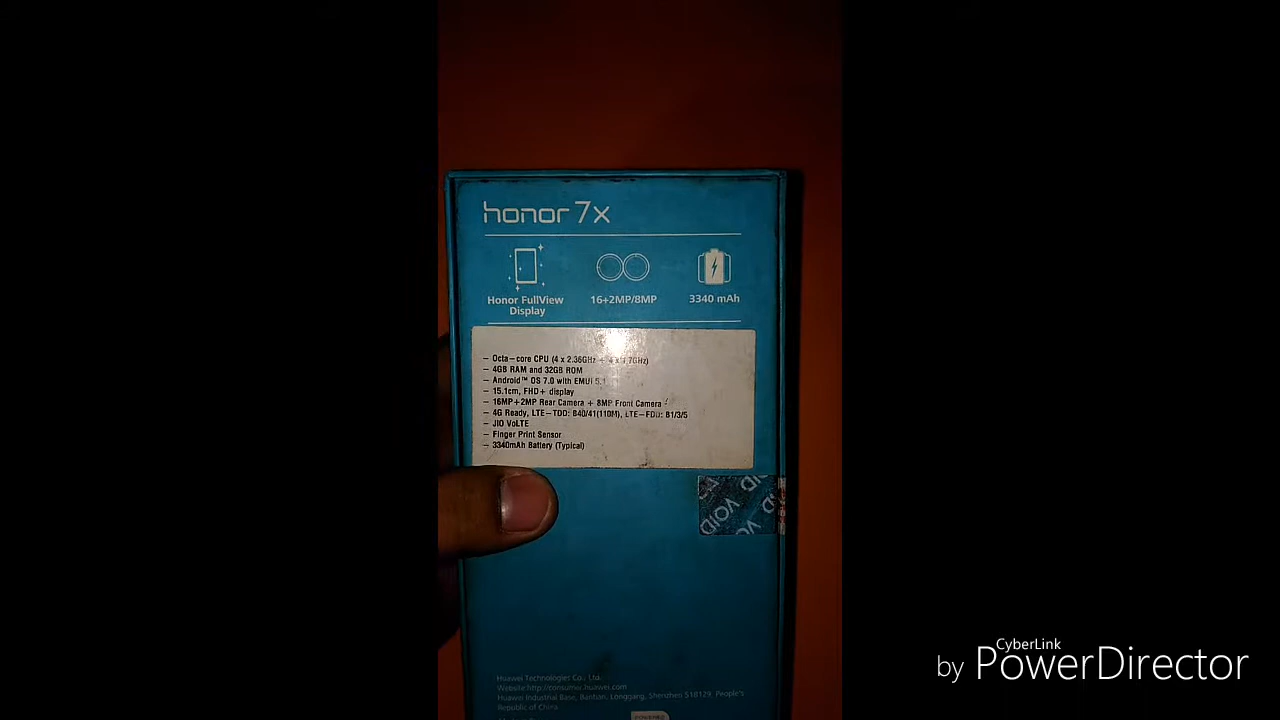 honor 7x
Honor FullView
Display
16+2MP/8MP
3340 mAh
- Octa-core CPU (4 x 2.36GHz + 4 x 1.7GHz)
- 4GB RAM and 32GB ROM
- Android™ OS 7.0 with EMUI 5.1
- 15.1cm, FHD+ display
- 16MP+2MP Rear Camera + 8MP Front Camera
- 4G Ready, LTE-TDD: B40/41(110M), LTE-FDD: B1/3/5
- JIO VoLTE
- Finger Print Sensor
- 3340mAh Battery (Typical)
VOID
Huawei Technologies Co., Ltd.
Website:http://consumer.huawei.com
Huawei Industrial Base, Bantian, Longgang, Shenzhen 518129, People's
Republic of China
POWERED
CyberLink
by PowerDirector